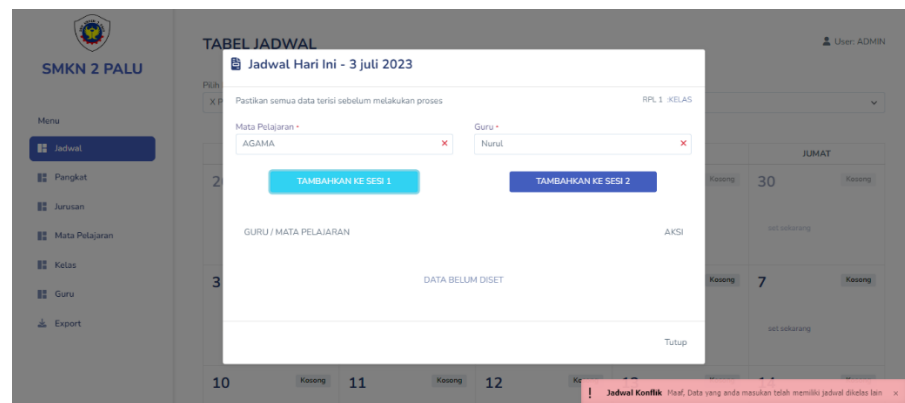 SMKN 2 PALU
Menu
Jadwal
Pangkat
Jurusan
Mata Pelajaran
Kelas
Guru
Export
TABEL JADWAL
User: ADMIN
Pilih
X P
JUMAT
30 Kosong
set sekarang
3 Kosong
7 Kosong
set sekarang
10 Kosong
11 Kosong
12
Jadwal Hari Ini - 3 juli 2023
Pastikan semua data terisi sebelum melakukan proses
RPL 1 :KELAS
Mata Pelajaran *
Guru *
AGAMA ×
Nurul ×
TAMBAHKAN KE SESI 1
TAMBAHKAN KE SESI 2
GURU / MATA PELAJARAN
AKSI
DATA BELUM DISET
Tutup
! Jadwal Konflik Maaf, Data yang anda masukan telah memiliki jadwal dikelas lain ×